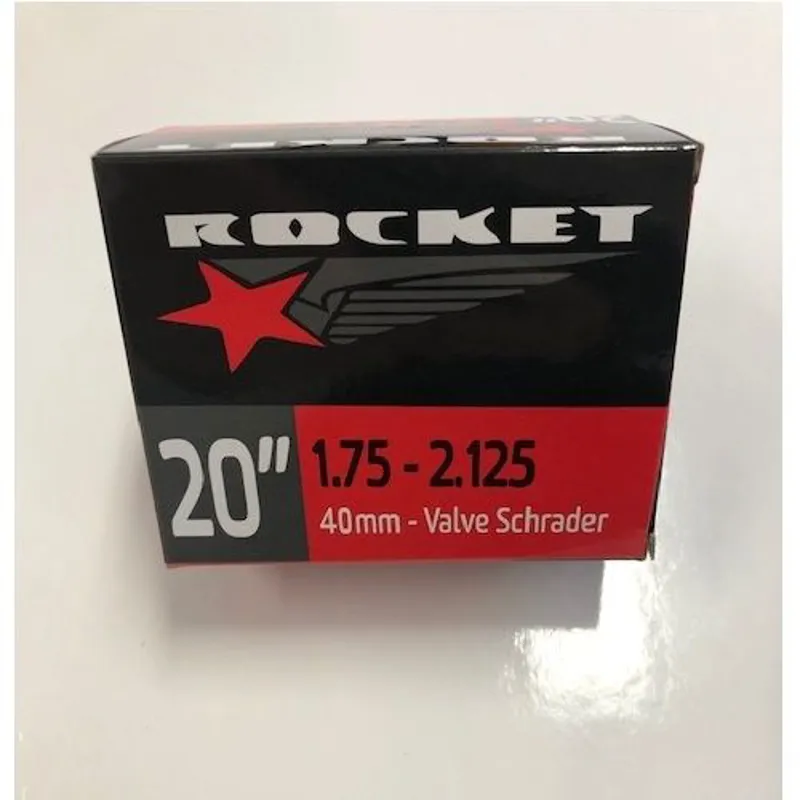 ROCKET
20"
1.75 - 2.125
40mm - Valve Schrader